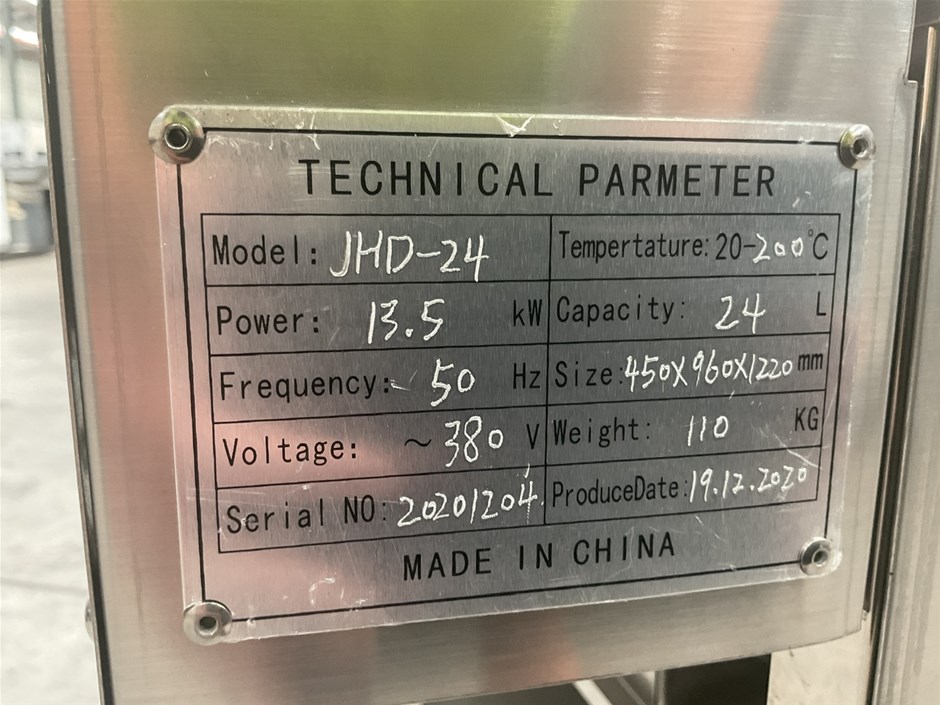 TECHNICAL PARMETER
Model: JHD-24 Tempertature: 20-200°C
Power: 13.5 kW Capacity: 24 L
Frequency: 50 Hz Size: 450X960X1220 mm
Voltage: ~380 V Weight: 110 KG
Serial NO: 20201204. ProduceDate: 19.12.2020
MADE IN CHINA